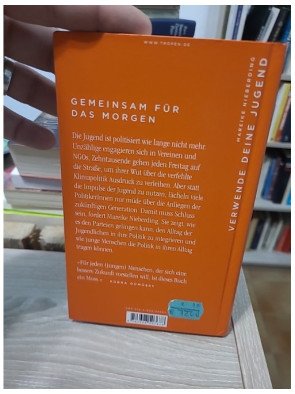 WWW.TROPEN.DE
GEMEINSAM FÜR
DAS MORGEN
Die Jugend ist politisiert wie lange nicht mehr.
Unzählige engagieren sich in Vereinen und
NGOs, Zehntausende gehen jeden Freitag auf
die Straße, um ihrer Wut über die verfehlte
Klimapolitik Ausdruck zu verleihen. Aber statt
die Impulse der Jugend zu nutzen, lächeln viele
PolitikerInnen nur müde über die Anliegen der
zukünftigen Generation. Damit muss Schluss
sein, fordert Mareike Nieberding. Sie zeigt, wie
es den Parteien gelingen kann, den Alltag der
Jugendlichen in ihre Politik zu integrieren und
wie junge Menschen die Politik in ihren Alltag
tragen können.
»Für jeden (jungen) Menschen, der sich eine
bessere Zukunft vorstellen will, ist dieses Buch
ein Muss.«
KÜBRA GÜMÜŞAY
MAREIKE NIEBERDING
VERWENDE DEINE JUGEND